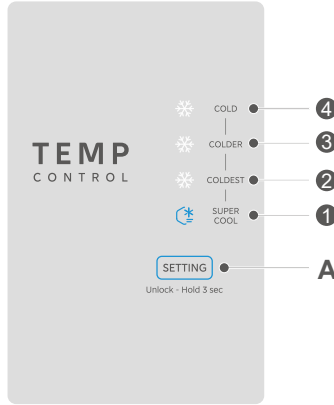 COLD 4
TEMP
CONTROL
COLDER 3
COLDEST 2
SUPER
COOL 1
SETTING A
Unlock - Hold 3 sec